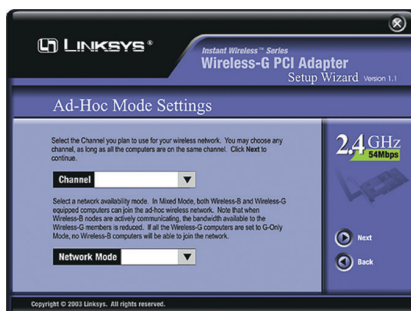 LINKSYS®
Instant Wireless™ Series
Wireless-G PCI Adapter
Setup Wizard Version 1.1
Ad-Hoc Mode Settings
Select the Channel you plan to use for your wireless network. You may choose any
channel, as long as all the computers are on the same channel. Click Next to
continue.
Channel
Select a network availability mode. In Mixed Mode, both Wireless-B and Wireless-G
equipped computers can join the ad-hoc wireless network. Note that when
Wireless-B nodes are actively communicating, the bandwidth available to the
Wireless-G members is reduced. If all the Wireless-G computers are set to G-Only
Mode, no Wireless-B computers will be able to join the network.
Network Mode
2.4 GHz
54Mbps
Next
Back
Copyright © 2003 Linksys. All rights reserved.